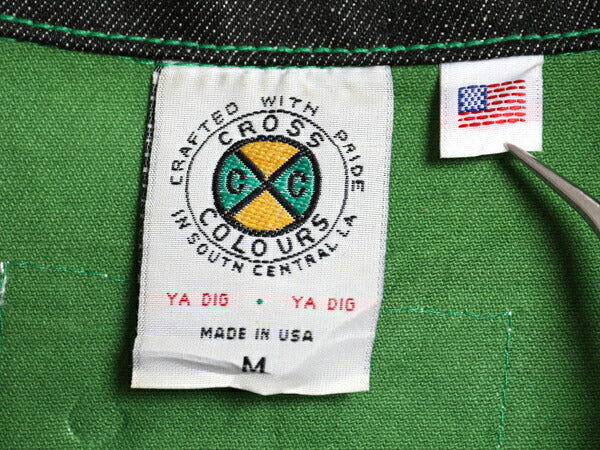 CRAFTED WITH PRIDE
CROSS
C C
COLOURS
IN SOUTH CENTRAL LA
YA DIG • YA DIG
MADE IN USA
M